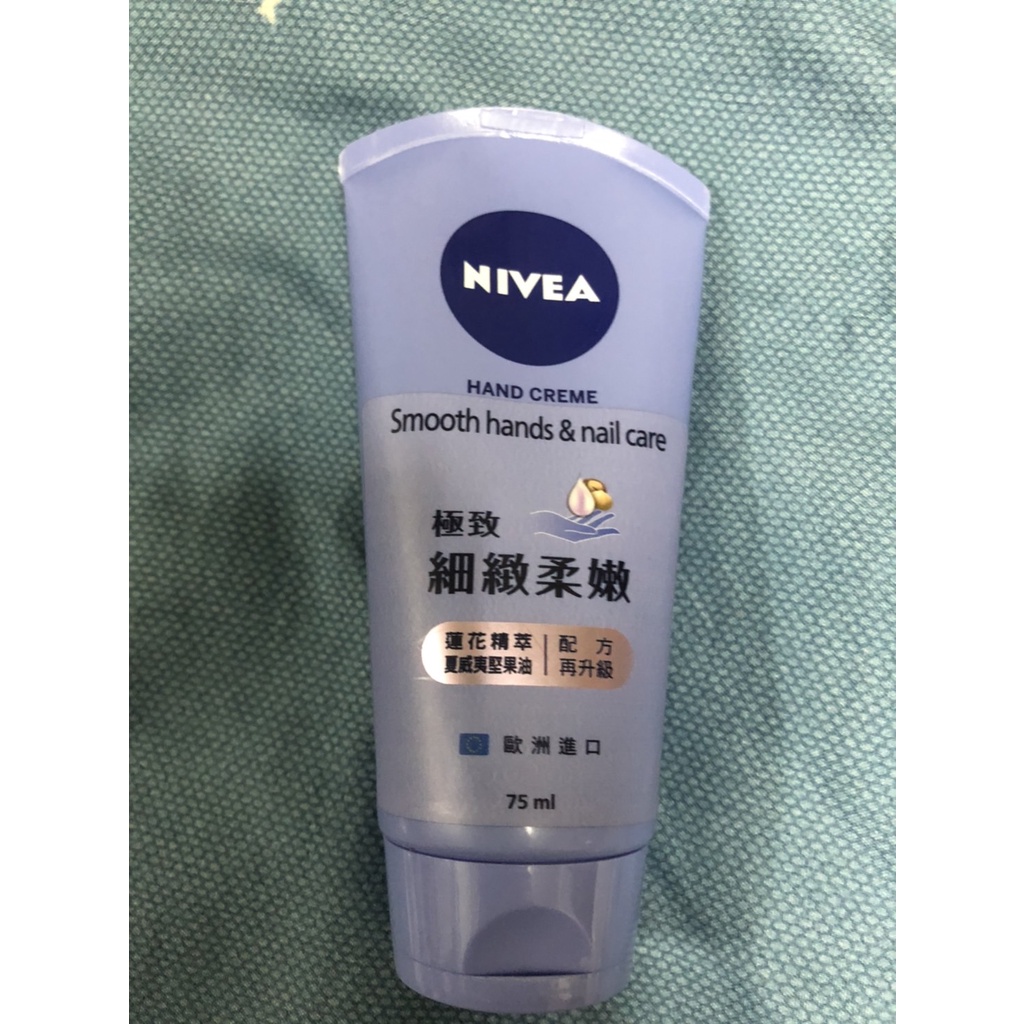 NIVEA
HAND CREME
Smooth hands & nail care
極致
細緻柔嫩
蓮花精萃
夏威夷堅果油
配方
再升級
歐洲進口
75 ml